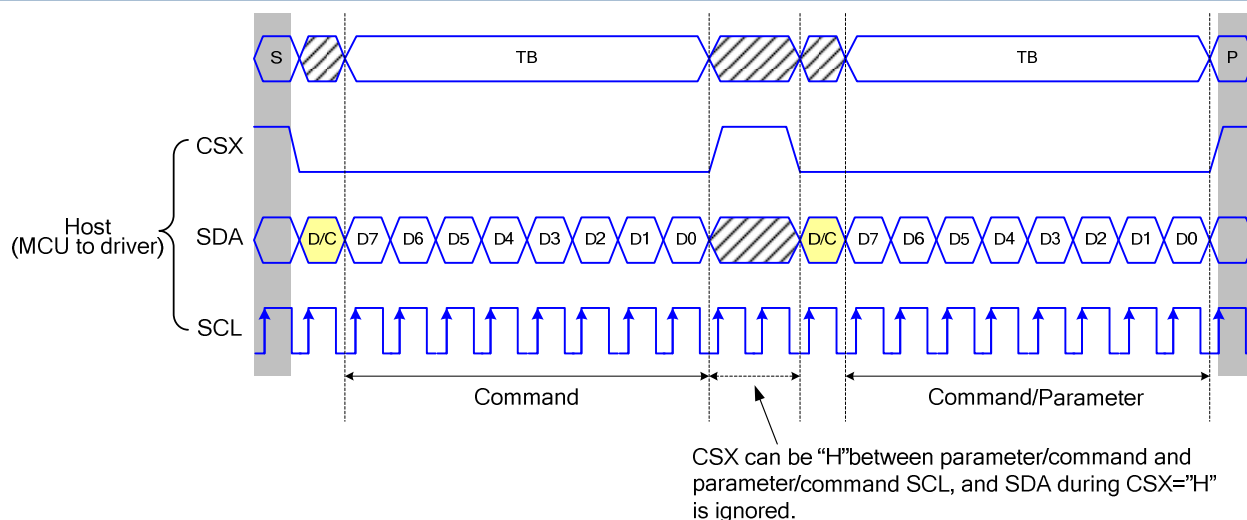 S TB TB P
CSX
Host
(MCU to driver)
SDA D/C D7 D6 D5 D4 D3 D2 D1 D0 D/C D7 D6 D5 D4 D3 D2 D1 D0
SCL
Command Command/Parameter
CSX can be “H”between parameter/command and
parameter/command SCL, and SDA during CSX=”H”
is ignored.